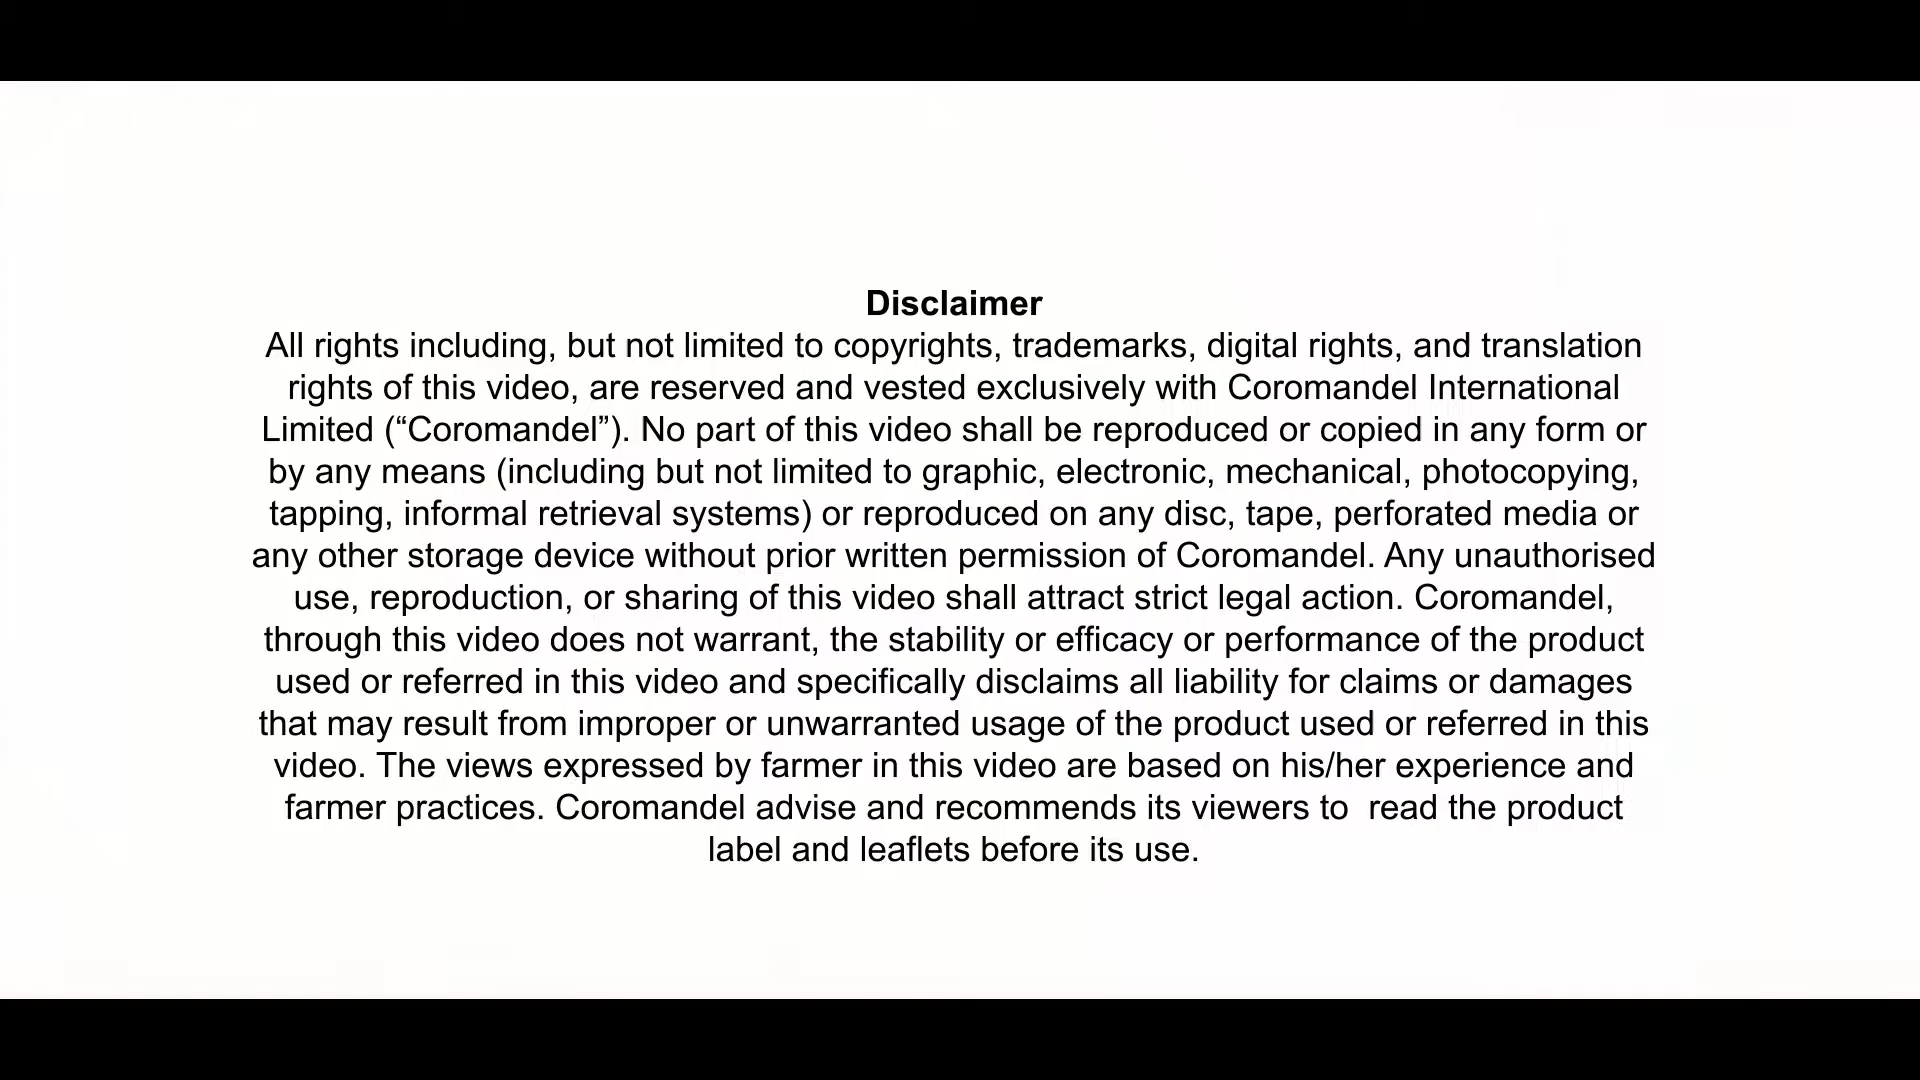 Disclaimer
All rights including, but not limited to copyrights, trademarks, digital rights, and translation
rights of this video, are reserved and vested exclusively with Coromandel International
Limited (“Coromandel”). No part of this video shall be reproduced or copied in any form or
by any means (including but not limited to graphic, electronic, mechanical, photocopying,
tapping, informal retrieval systems) or reproduced on any disc, tape, perforated media or
any other storage device without prior written permission of Coromandel. Any unauthorised
use, reproduction, or sharing of this video shall attract strict legal action. Coromandel,
through this video does not warrant, the stability or efficacy or performance of the product
used or referred in this video and specifically disclaims all liability for claims or damages
that may result from improper or unwarranted usage of the product used or referred in this
video. The views expressed by farmer in this video are based on his/her experience and
farmer practices. Coromandel advise and recommends its viewers to  read the product
label and leaflets before its use.